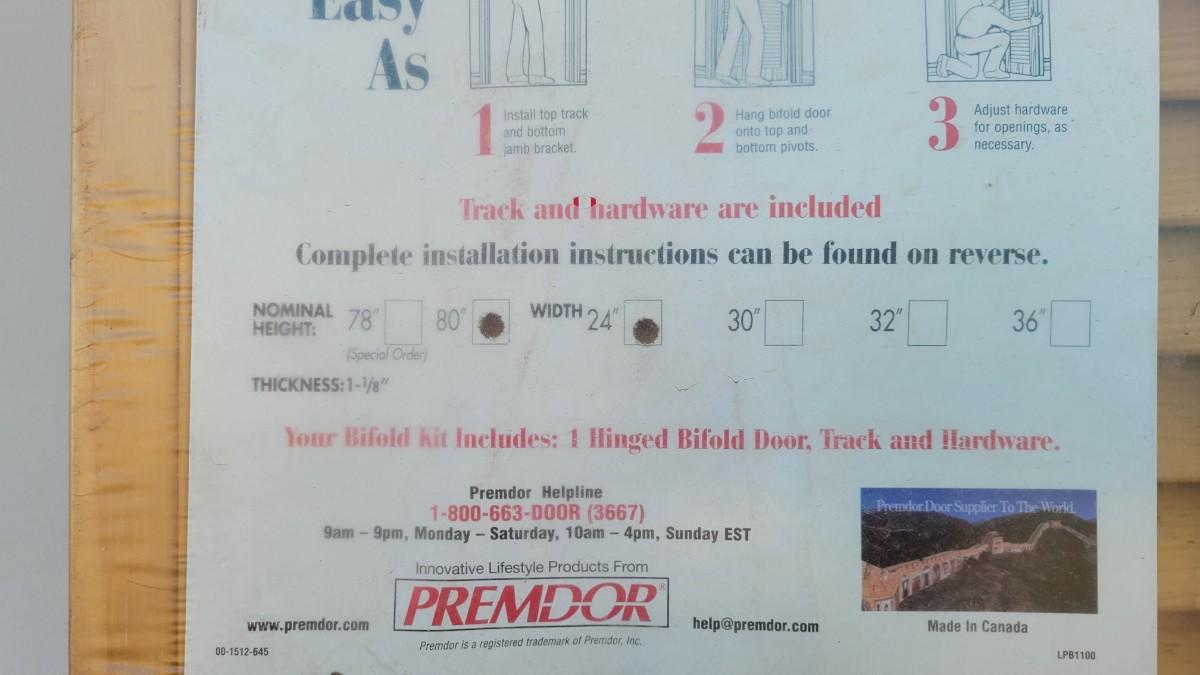 Easy
As
1 Install top track
and bottom
jamb bracket.
2 Hang bifold door
onto top and
bottom pivots.
3 Adjust hardware
for openings, as
necessary.
Track and hardware are included
Complete installation instructions can be found on reverse.
NOMINAL
HEIGHT: 78" 80" WIDTH 24" 30" 32" 36"
(Special Order)
THICKNESS: 1-1/8"
Your Bifold Kit Includes: 1 Hinged Bifold Door, Track and Hardware.
Premdor Helpline
1-800-663-DOOR (3667)
9am – 9pm, Monday – Saturday, 10am – 4pm, Sunday EST
Innovative Lifestyle Products From
PREMDOR®
www.premdor.com
help@premdor.com
Premdor is a registered trademark of Premdor, Inc.
00-1512-645
Premdor.Door Supplier To The World.
Made In Canada
LPB1100